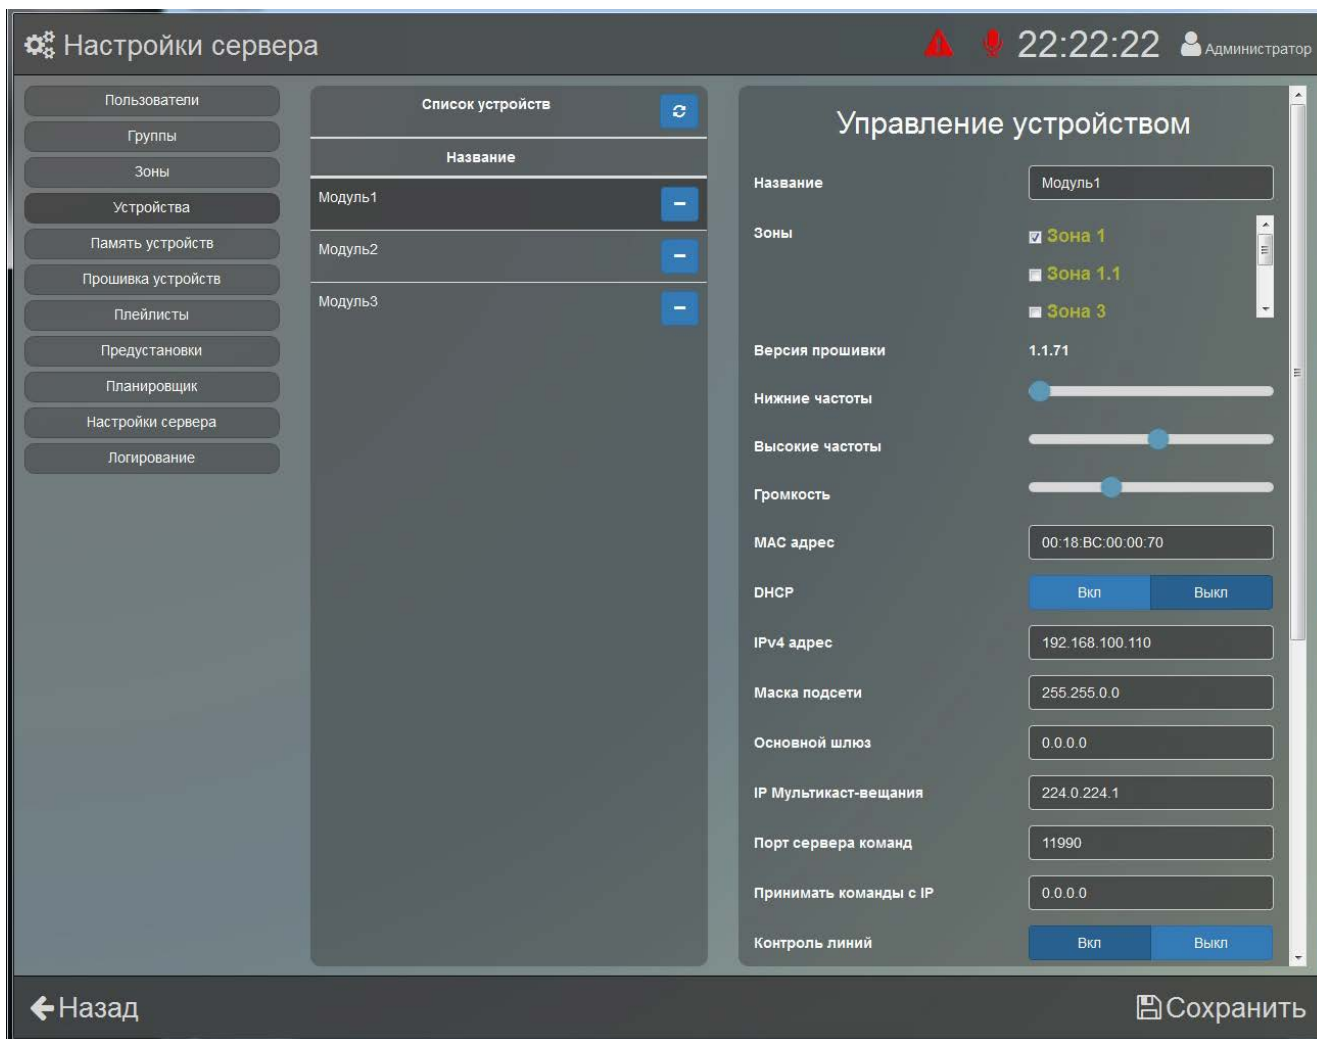 Настройки сервера
22:22:22 Администратор
Пользователи
Группы
Зоны
Устройства
Память устройств
Прошивка устройств
Плейлисты
Предустановки
Планировщик
Настройки сервера
Логирование
Список устройств
Название
Модуль1
Модуль2
Модуль3
Управление устройством
Название Модуль1
Зоны Зона 1
Зона 1.1
Зона 3
Версия прошивки 1.1.71
Нижние частоты
Высокие частоты
Громкость
MAC адрес 00:18:BC:00:00:70
DHCP Вкл Выкл
IPv4 адрес 192.168.100.110
Маска подсети 255.255.0.0
Основной шлюз 0.0.0.0
IP Мультикаст-вещания 224.0.224.1
Порт сервера команд 11990
Принимать команды с IP 0.0.0.0
Контроль линий Вкл Выкл
Назад
Сохранить